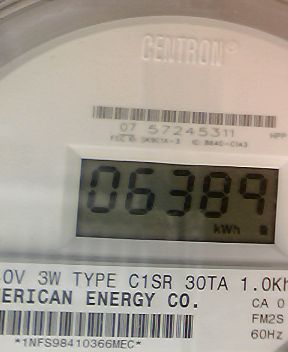 CENTRON®
07 57245311
06389
kWh
0V 3W TYPE C1SR 30TA 1.0Kh
ERICAN ENERGY CO.
CA 0
FM2S
60Hz
*1NFS98410366MEC*